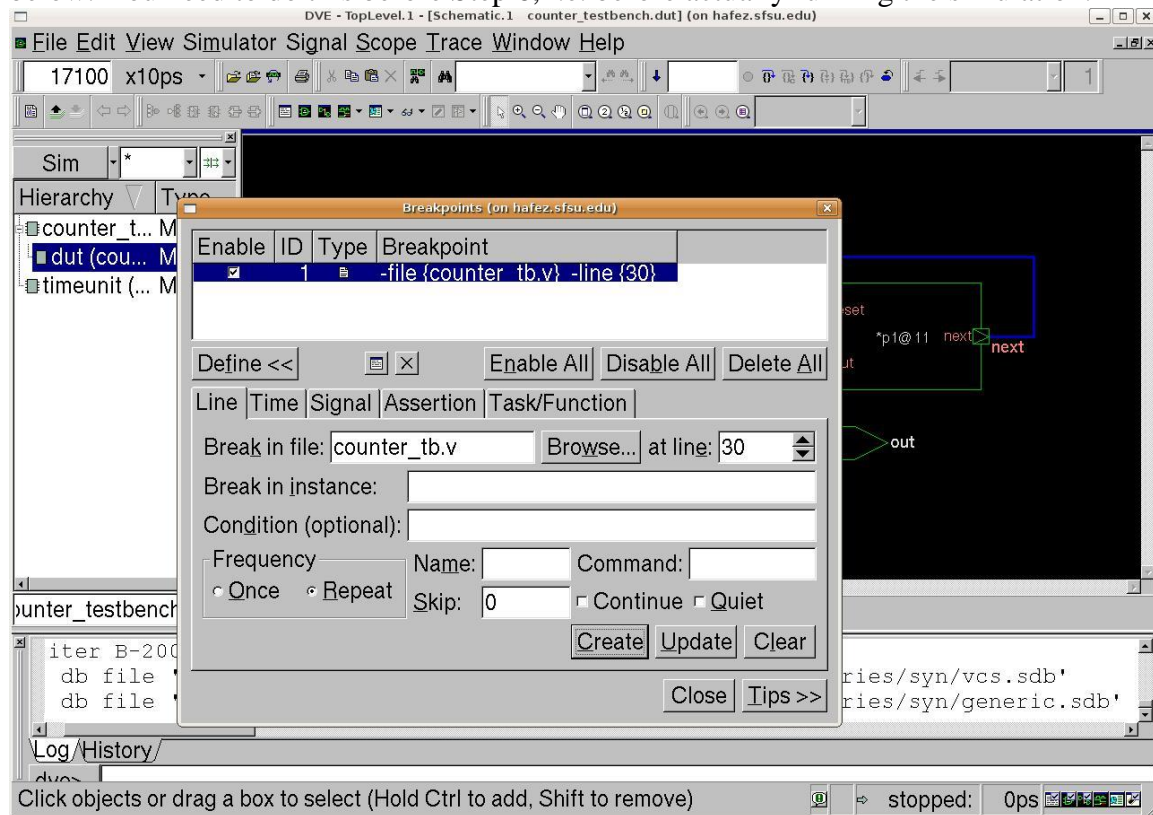 DVE - TopLevel.1 - [Schematic.1 counter_testbench.dut] (on hafez.sfsu.edu)
File Edit View Simulator Signal Scope Trace Window Help
17100 x10ps
1
Sim *
Hierarchy
counter_t... M
dut (cou... M
timeunit (... M
Breakpoints (on hafez.sfsu.edu)
Enable ID Type Breakpoint
1 -file {counter_tb.v} -line {30}
Define << Enable All Disable All Delete All
Line Time Signal Assertion Task/Function
Break in file: counter_tb.v Browse... at line: 30
Break in instance:
Condition (optional):
Frequency
Once Repeat
Name: Command:
Skip: 0 Continue Quiet
Create Update Clear
Close Tips >>
set
*p1@11 next
next
ut
out
unter_testbench
iter B-200
db file ' ries/syn/vcs.sdb'
db file ' ries/syn/generic.sdb'
Log History
Click objects or drag a box to select (Hold Ctrl to add, Shift to remove)
stopped: 0ps